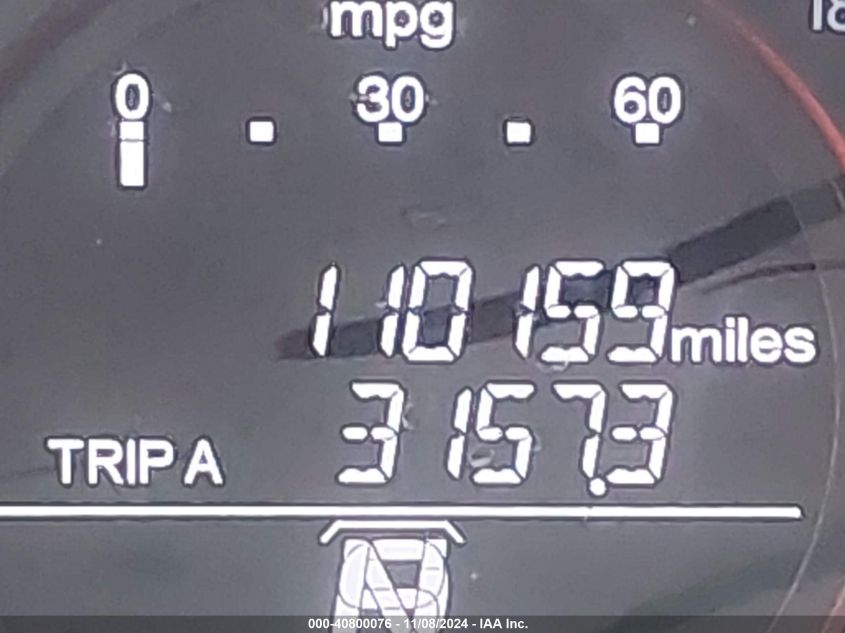 mpg
0 30 60
110159 miles
TRIP A 3157.3
N
000-40800076 - 11/08/2024 - IAA Inc.